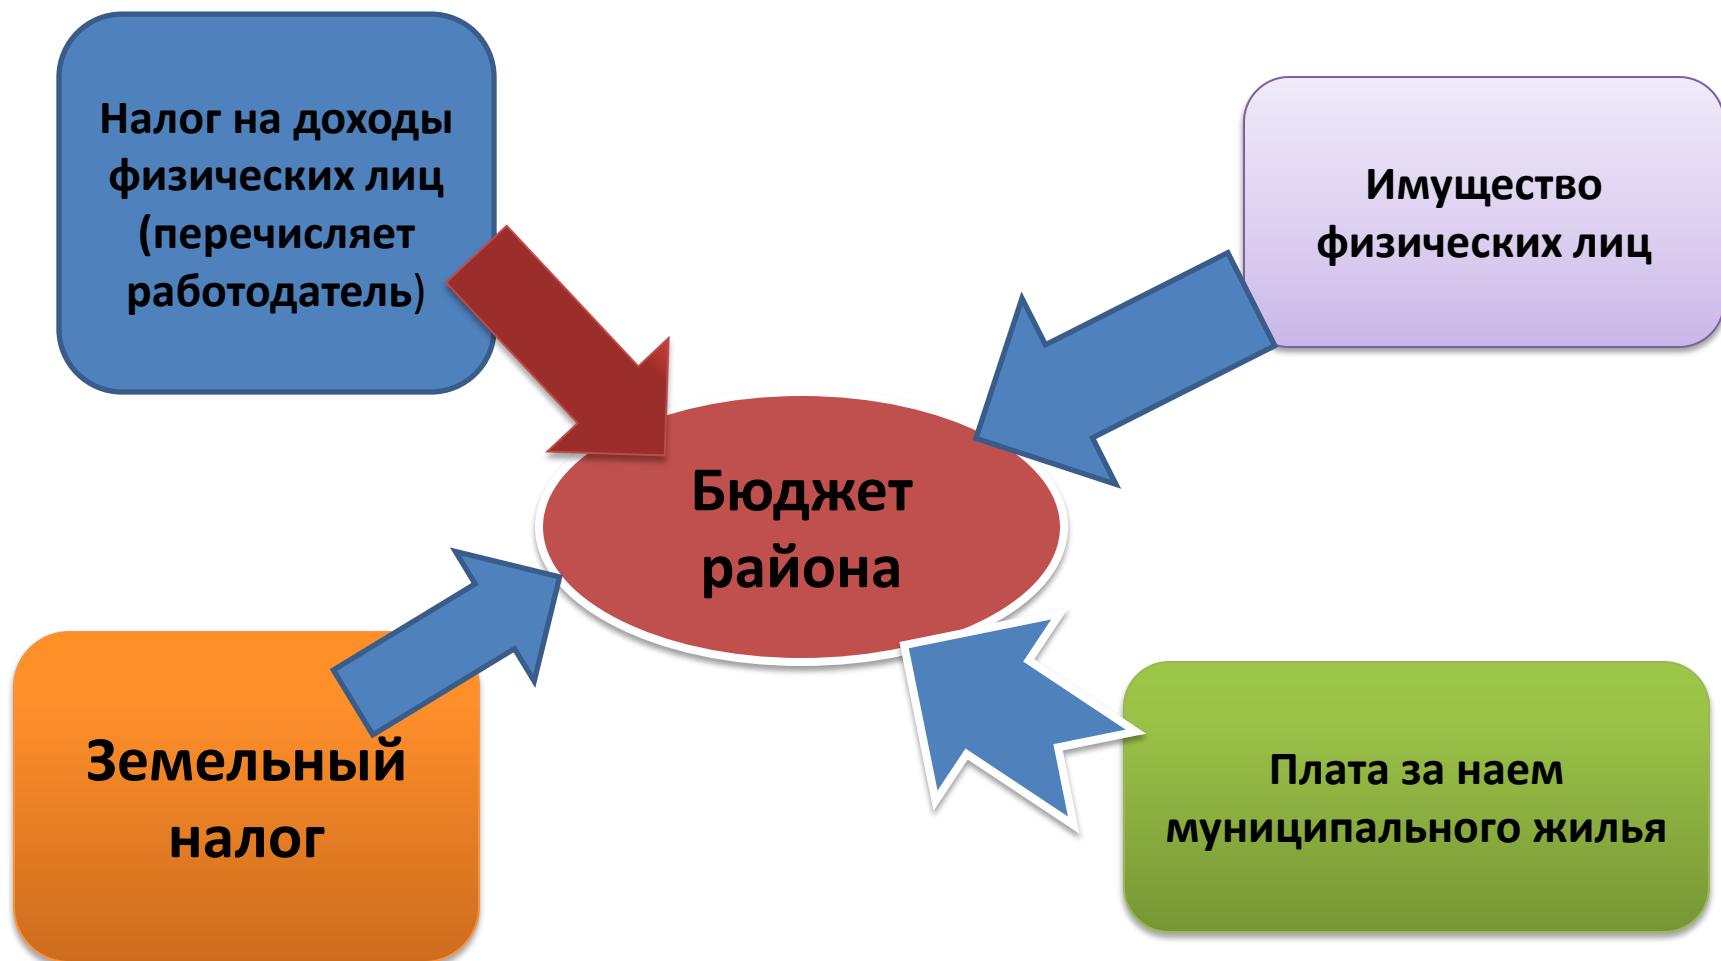 Налог на доходы
физических лиц
(перечисляет
работодатель)
Имущество
физических лиц
Бюджет
района
Земельный
налог
Плата за наем
муниципального жилья